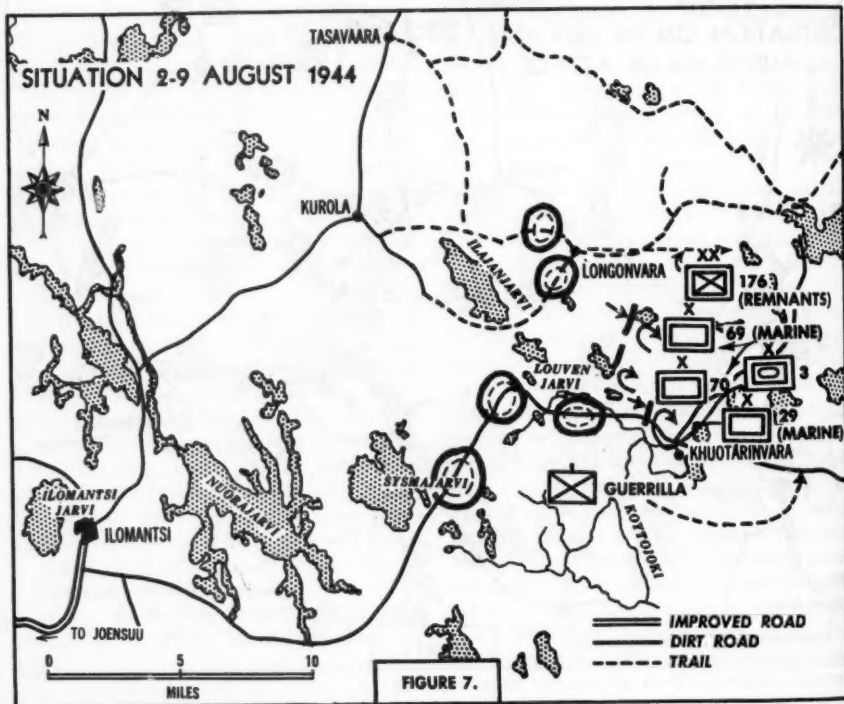 TASAVAARA
SITUATION 2-9 AUGUST 1944
N
KUROLA
ILAJANJARVI
LONGONVARA
XX
176
(REMNANTS)
X
69 (MARINE)
X
X
LOUVEN
JARVI
70
3
X
29
(MARINE)
KHUOTARINVARA
SYSMAJARVI
GUERRILLA
ILOMANTSI
JARVI
NUORAJARVI
KOTTOJOKI
ILOMANTSI
TO JOENSUU
IMPROVED ROAD
DIRT ROAD
TRAIL
0 5 10
MILES
FIGURE 7.